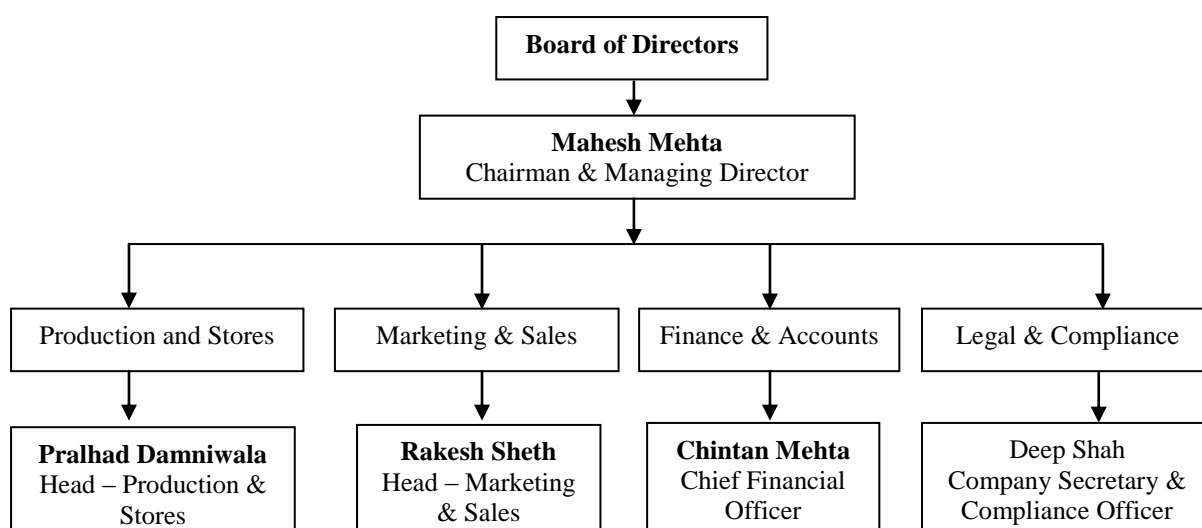 Board of Directors
Mahesh Mehta
Chairman & Managing Director
Production and Stores
Marketing & Sales
Finance & Accounts
Legal & Compliance
Pralhad Damniwala
Head – Production &
Stores
Rakesh Sheth
Head – Marketing
& Sales
Chintan Mehta
Chief Financial
Officer
Deep Shah
Company Secretary &
Compliance Officer